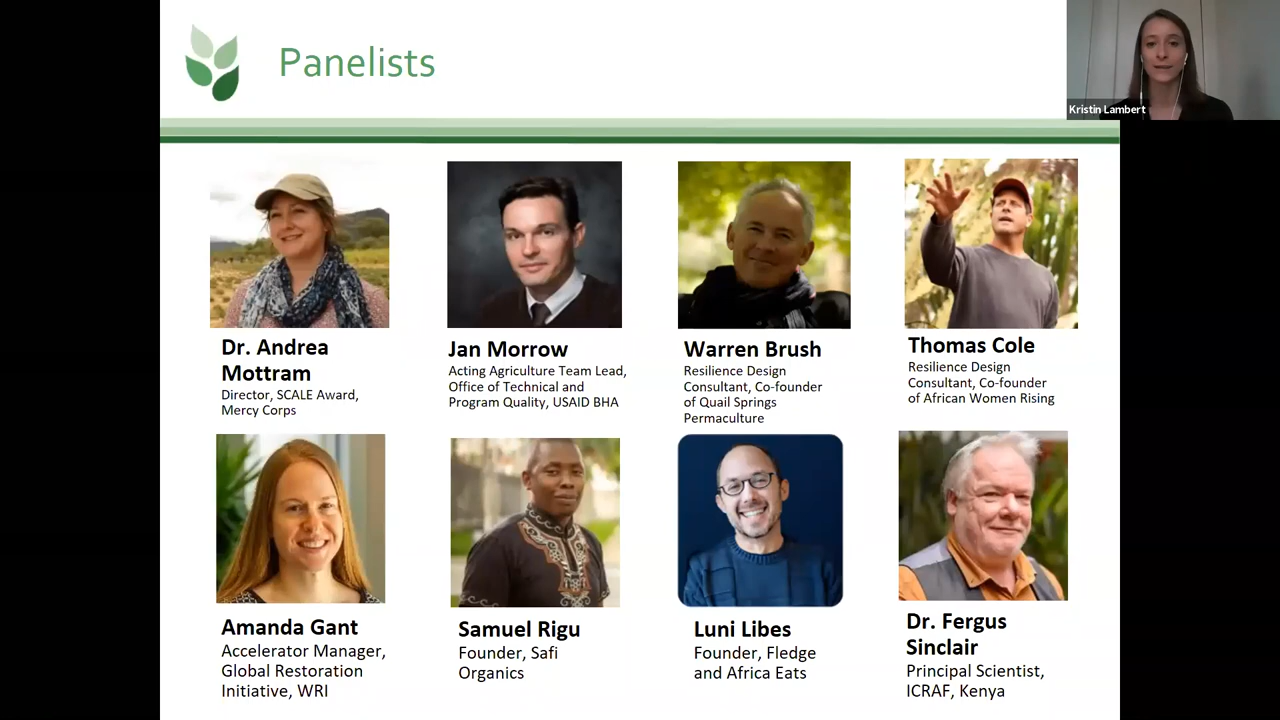 Panelists
Kristin Lambert
Dr. Andrea
Mottram
Director, SCALE Award,
Mercy Corps
Jan Morrow
Acting Agriculture Team Lead,
Office of Technical and
Program Quality, USAID BHA
Warren Brush
Resilience Design
Consultant, Co-founder
of Quail Springs
Permaculture
Thomas Cole
Resilience Design
Consultant, Co-founder
of African Women Rising
Amanda Gant
Accelerator Manager,
Global Restoration
Initiative, WRI
Samuel Rigu
Founder, Safi
Organics
Luni Libes
Founder, Fledge
and Africa Eats
Dr. Fergus
Sinclair
Principal Scientist,
ICRAF, Kenya